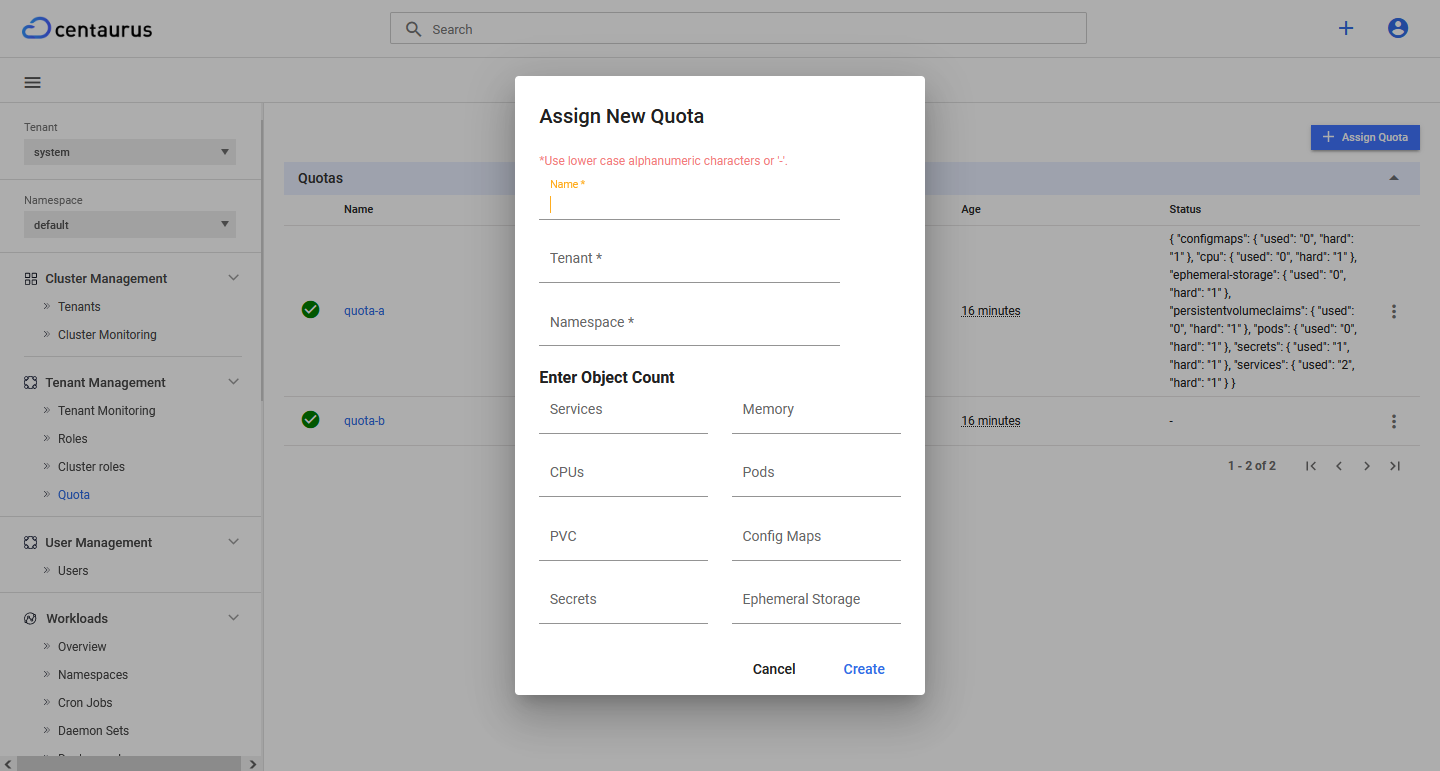 centaurus
Search
Tenant
system
Namespace
default
Cluster Management
Tenants
Cluster Monitoring
Tenant Management
Tenant Monitoring
Roles
Cluster roles
Quota
User Management
Users
Workloads
Overview
Namespaces
Cron Jobs
Daemon Sets
Assign Quota
Quotas
Name
Age
Status
quota-a
16 minutes
{ "configmaps": { "used": "0", "hard":
"1" }, "cpu": { "used": "0", "hard": "1" },
"ephemeral-storage": { "used": "0",
"hard": "1" },
"persistentvolumeclaims": { "used":
"0", "hard": "1" }, "pods": { "used": "0",
"hard": "1" }, "secrets": { "used": "1",
"hard": "1" }, "services": { "used": "2",
"hard": "1" } }
quota-b
16 minutes
-
1 - 2 of 2
Assign New Quota
*Use lower case alphanumeric characters or '-'.
Name *
Tenant *
Namespace *
Enter Object Count
Services
Memory
CPUs
Pods
PVC
Config Maps
Secrets
Ephemeral Storage
Cancel
Create